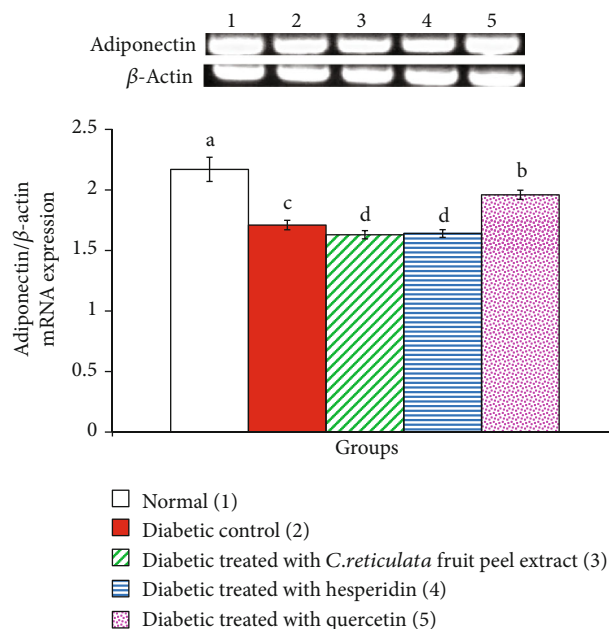 1 2 3 4 5
Adiponectin
β-Actin
Adiponectin/β-actin
mRNA expression
2.5
2
1.5
1
0.5
0
a
c
d
d
b
Groups
Normal (1)
Diabetic control (2)
Diabetic treated with C.reticulata fruit peel extract (3)
Diabetic treated with hesperidin (4)
Diabetic treated with quercetin (5)